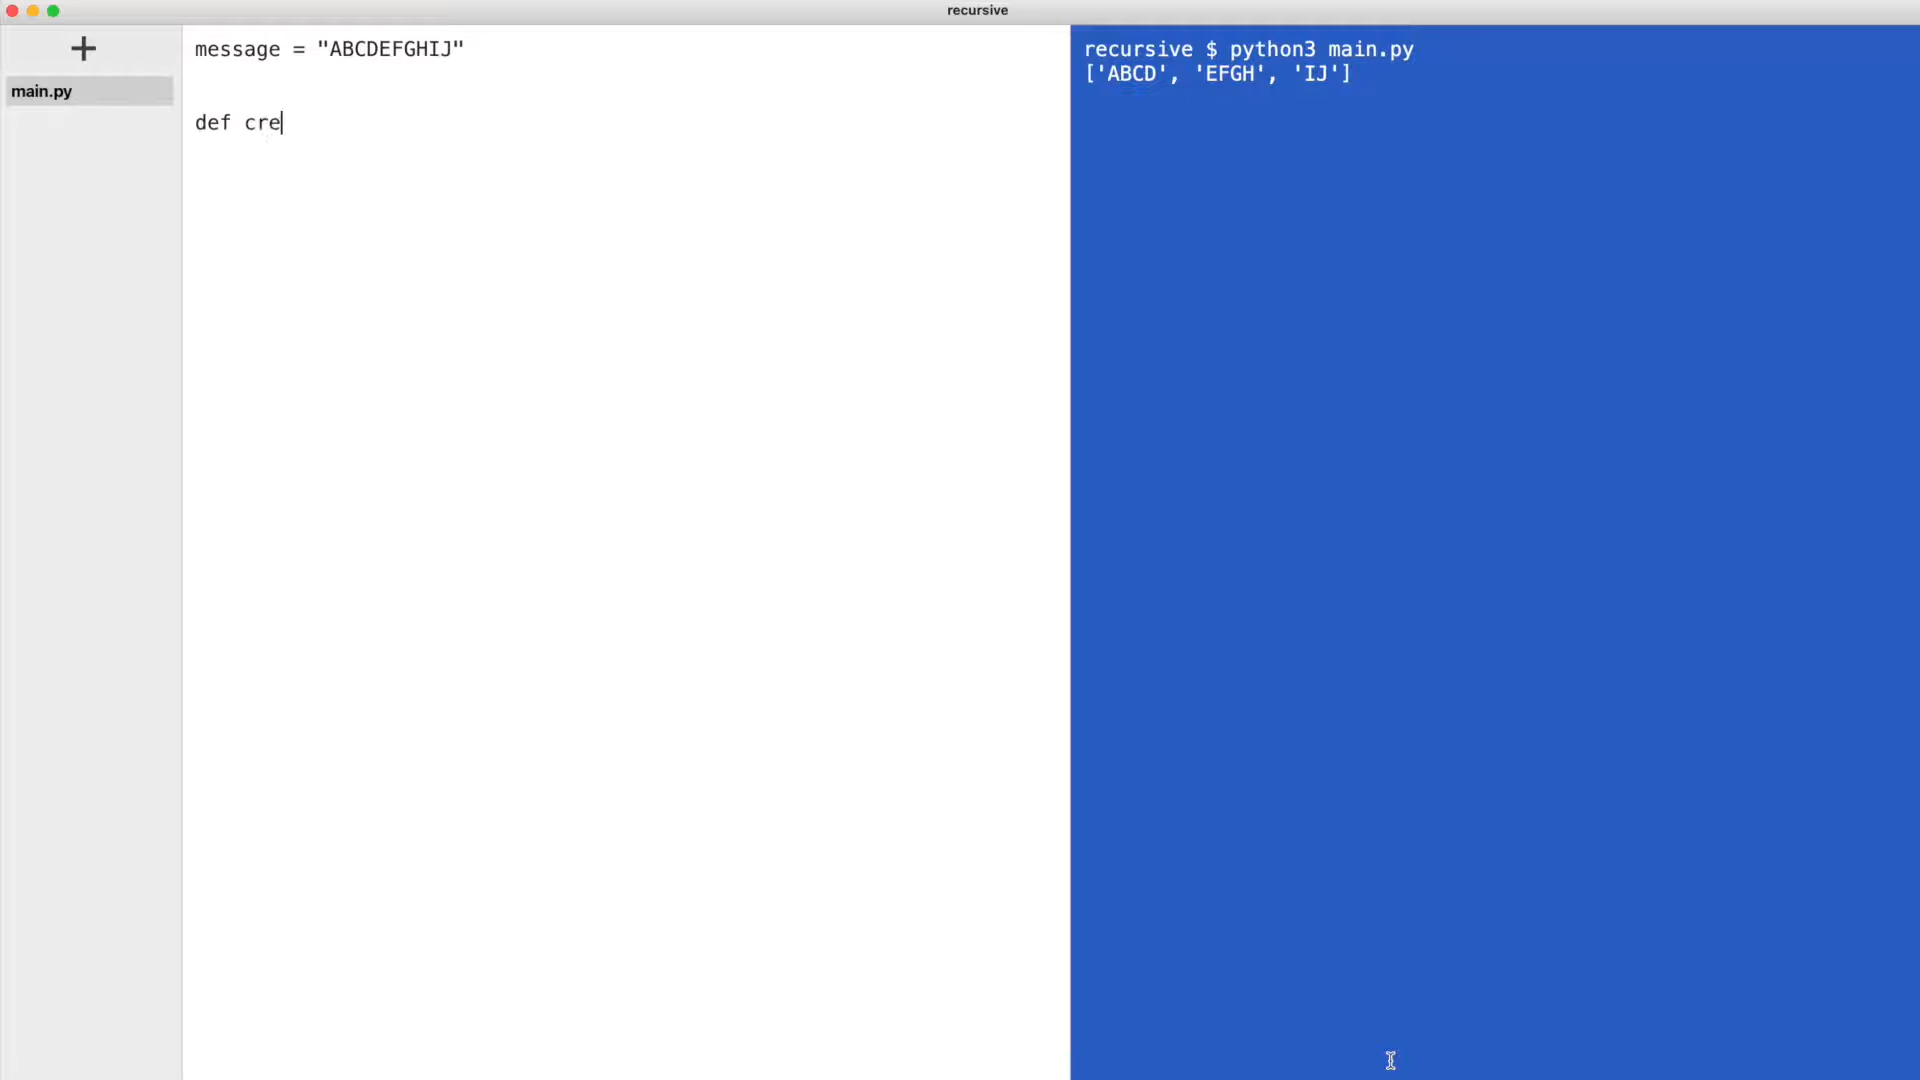 recursive
main.py
message = "ABCDEFGHIJ"
def cre
recursive $ python3 main.py
['ABCD', 'EFGH', 'IJ']